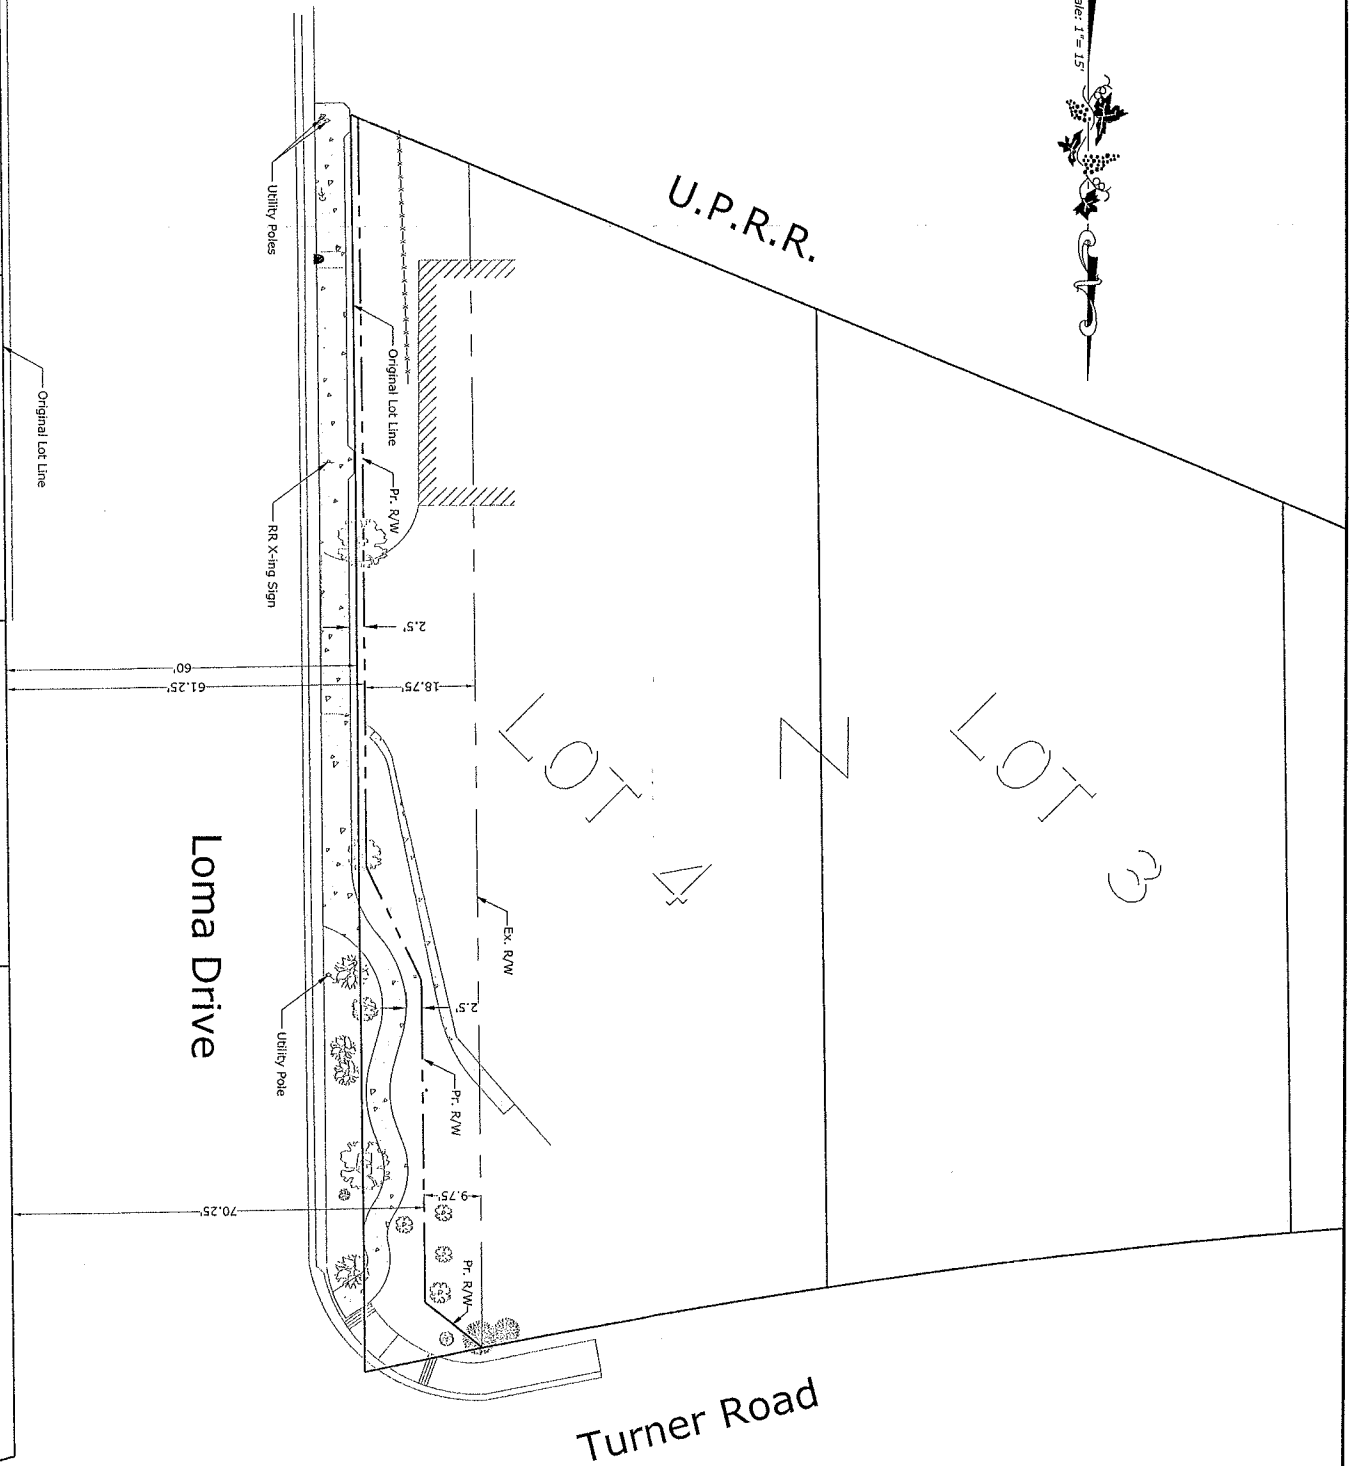 ale: 1"= 15'
U.P.R.R.
Utility Poles
Original Lot Line
Original Lot Line
Pr. R/W
RR X-ing Sign
2.5'
60'
61.25'
18.75'
LOT 4
N
LOT 3
Loma Drive
Ex. R/W
2.5'
Utility Pole
Pr. R/W
9.75'
70.25'
Pr. R/W
Turner Road